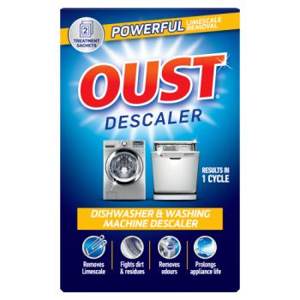 POWERFUL
LIMESCALE
REMOVAL
2
TREATMENT
SACHETS
OUST®
DESCALER
RESULTS IN
1 CYCLE
DISHWASHER & WASHING
MACHINE DESCALER
Removes
Limescale
Fights dirt
& residues
Removes
odours
Prolongs
appliance life